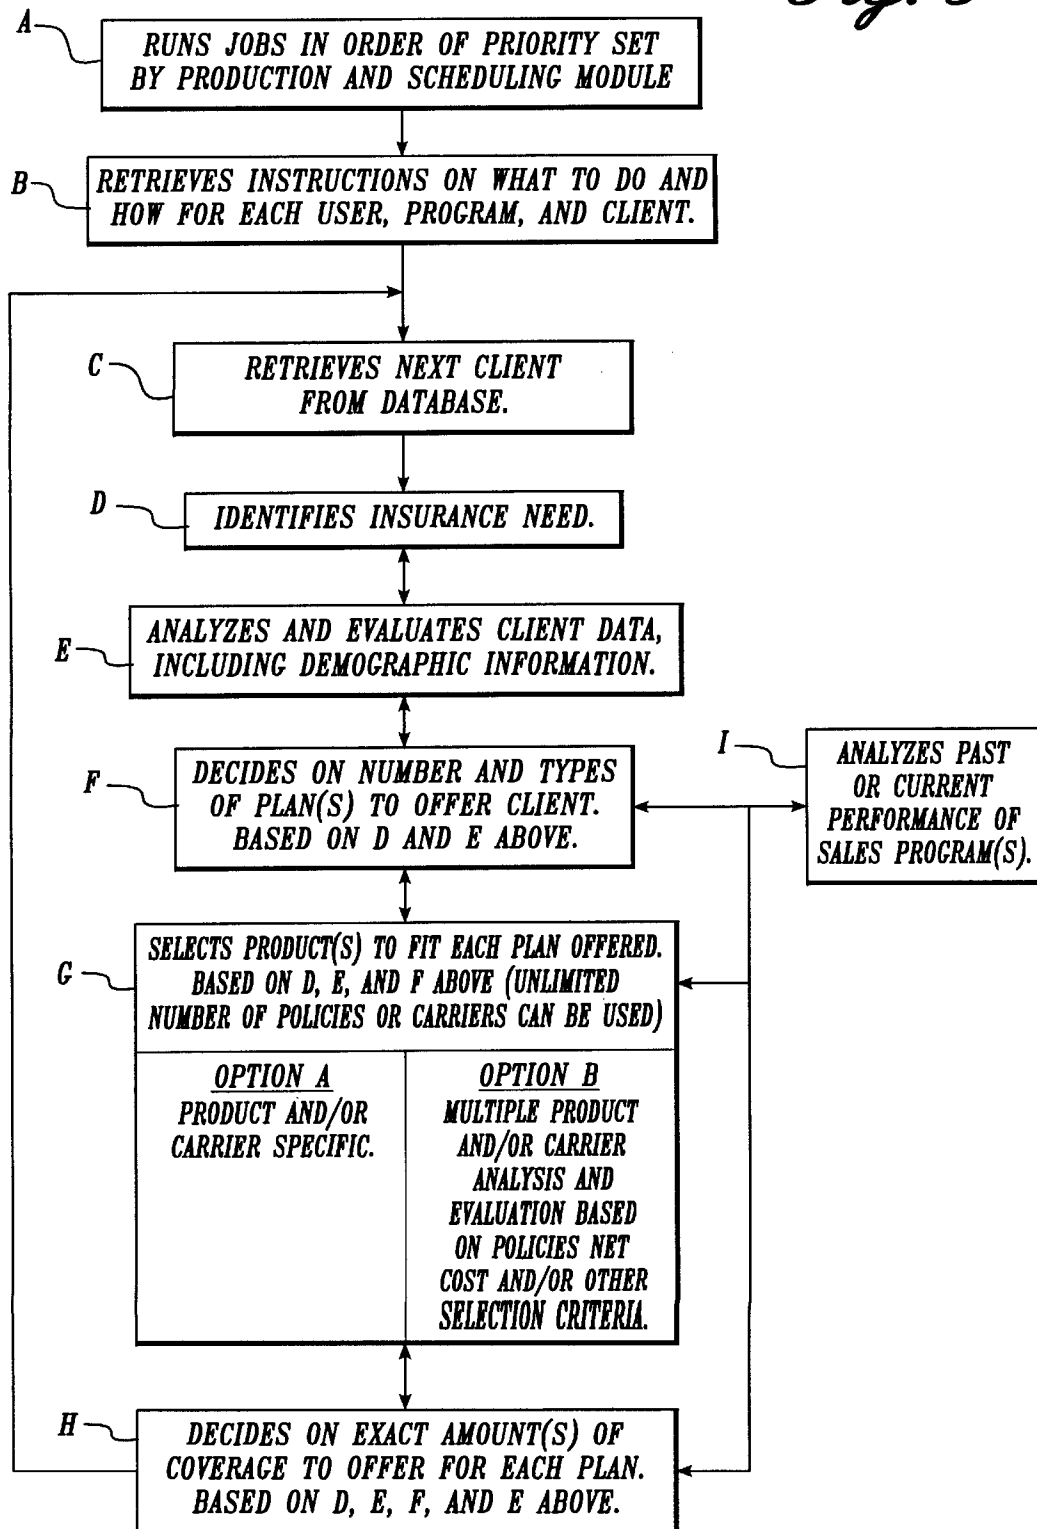 A
RUNS JOBS IN ORDER OF PRIORITY SET
BY PRODUCTION AND SCHEDULING MODULE
B
RETRIEVES INSTRUCTIONS ON WHAT TO DO AND
HOW FOR EACH USER, PROGRAM, AND CLIENT.
C
RETRIEVES NEXT CLIENT
FROM DATABASE.
D
IDENTIFIES INSURANCE NEED.
E
ANALYZES AND EVALUATES CLIENT DATA,
INCLUDING DEMOGRAPHIC INFORMATION.
F
DECIDES ON NUMBER AND TYPES
OF PLAN(S) TO OFFER CLIENT.
BASED ON D AND E ABOVE.
I
ANALYZES PAST
OR CURRENT
PERFORMANCE OF
SALES PROGRAM(S).
G
SELECTS PRODUCT(S) TO FIT EACH PLAN OFFERED.
BASED ON D, E, AND F ABOVE (UNLIMITED
NUMBER OF POLICIES OR CARRIERS CAN BE USED)
OPTION A
PRODUCT AND/OR
CARRIER SPECIFIC.
OPTION B
MULTIPLE PRODUCT
AND/OR CARRIER
ANALYSIS AND
EVALUATION BASED
ON POLICIES NET
COST AND/OR OTHER
SELECTION CRITERIA.
H
DECIDES ON EXACT AMOUNT(S) OF
COVERAGE TO OFFER FOR EACH PLAN.
BASED ON D, E, F, AND E ABOVE.